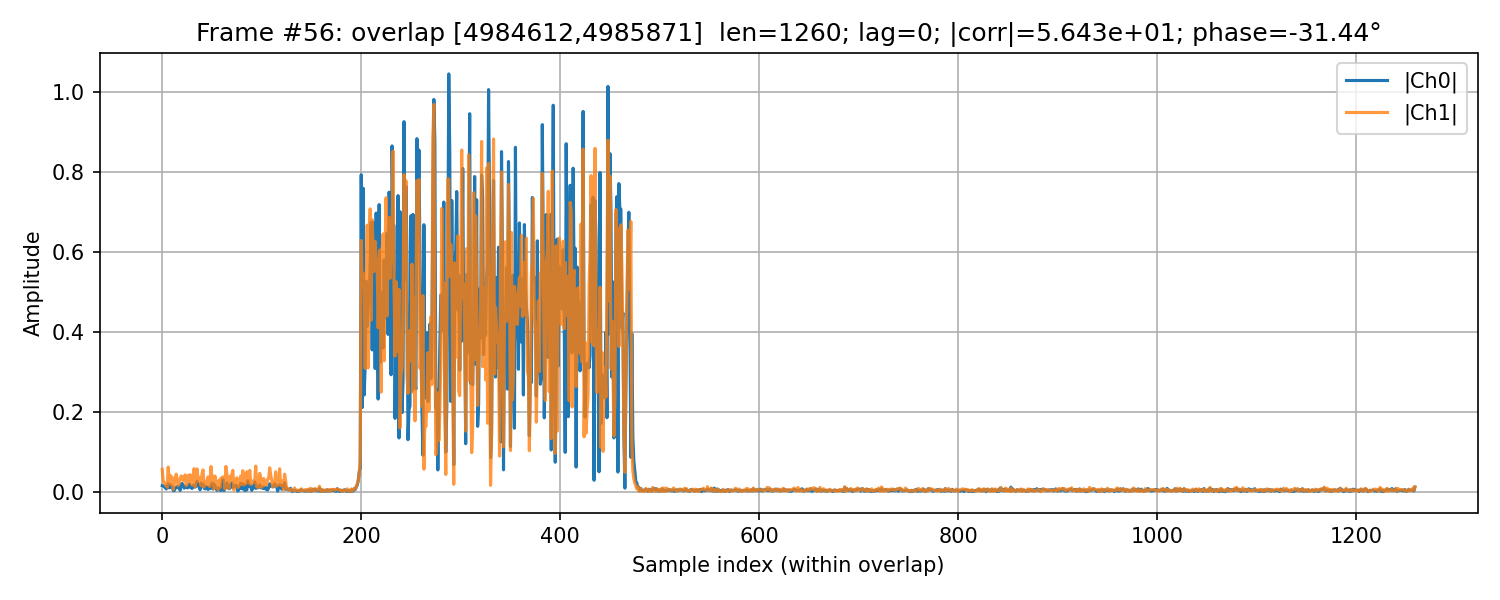 Frame #56: overlap [4984612,4985871]  len=1260; lag=0; |corr|=5.643e+01; phase=-31.44°
|Ch0|
|Ch1|
Amplitude
1.0
0.8
0.6
0.4
0.2
0.0
0 200 400 600 800 1000 1200
Sample index (within overlap)